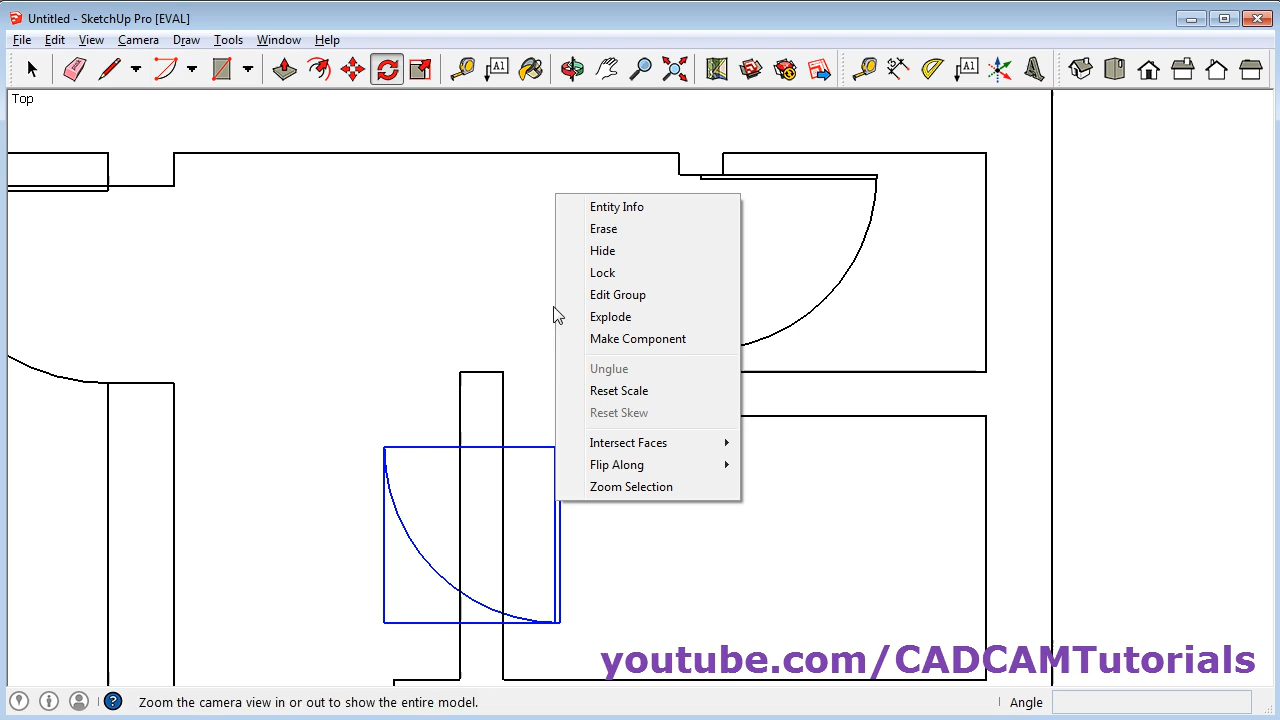 Untitled - SketchUp Pro [EVAL]
File Edit View Camera Draw Tools Window Help
A1 A1
Top
Entity Info
Erase
Hide
Lock
Edit Group
Explode
Make Component
Unglue
Reset Scale
Reset Skew
Intersect Faces
Flip Along
Zoom Selection
youtube.com/CADCAMTutorials
Zoom the camera view in or out to show the entire model. Angle